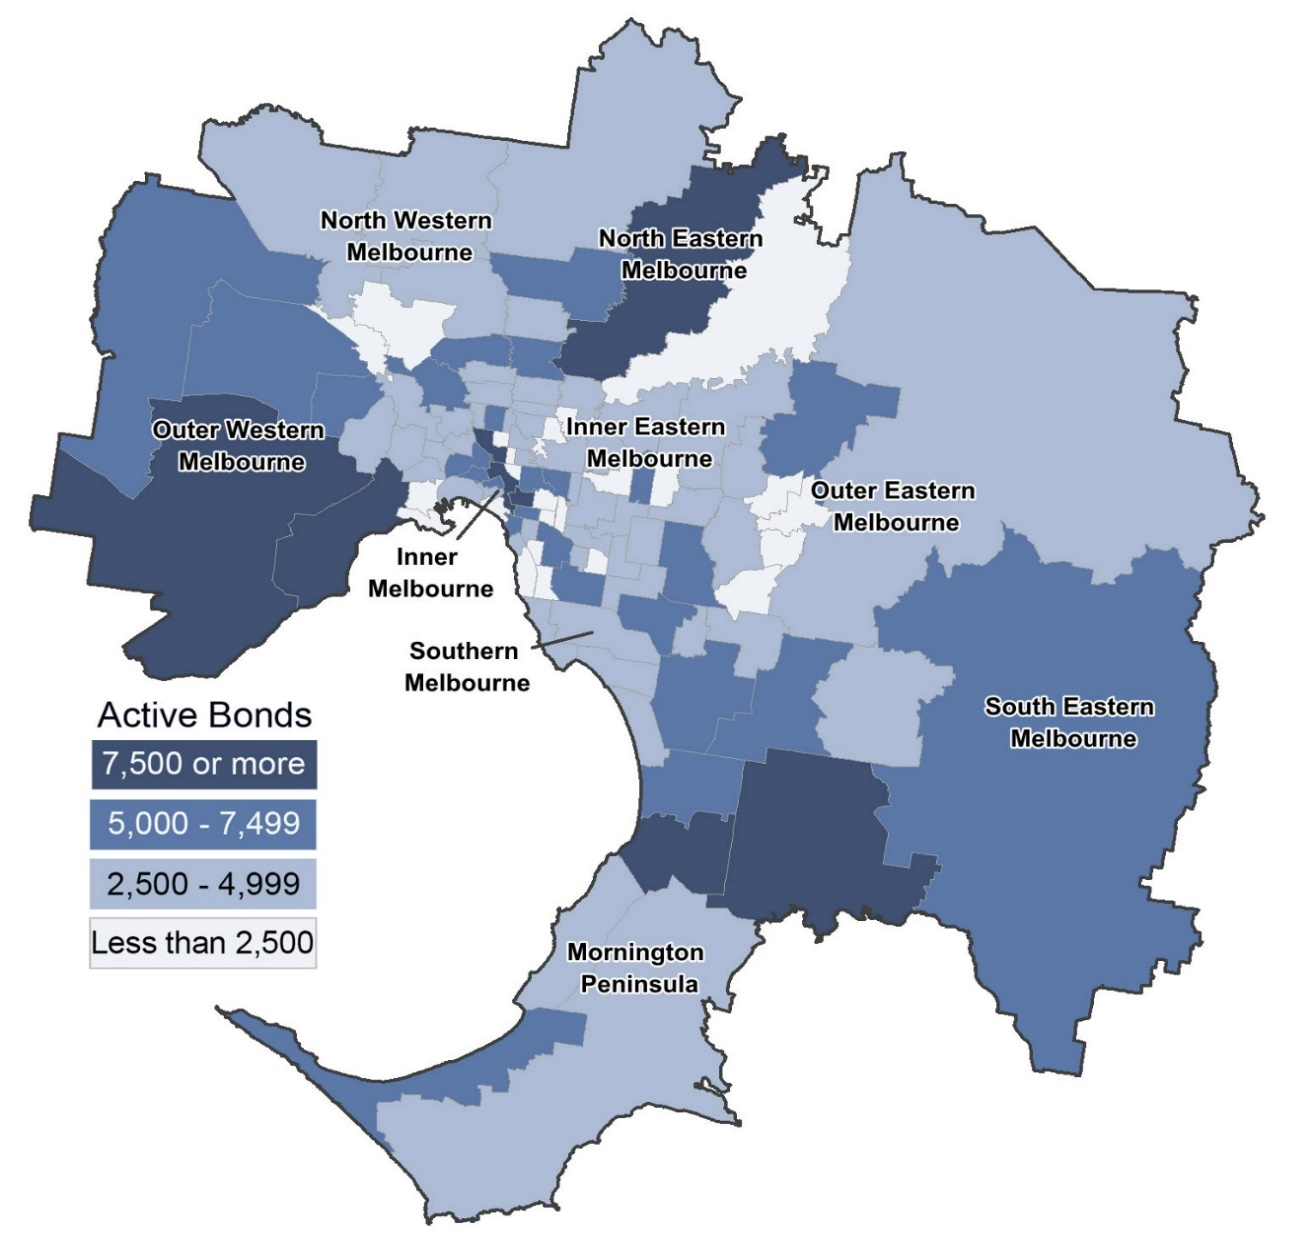 North Western
Melbourne
North Eastern
Melbourne
Outer Western
Melbourne
Inner Eastern
Melbourne
Outer Eastern
Melbourne
Inner
Melbourne
Southern
Melbourne
South Eastern
Melbourne
Active Bonds
7,500 or more
5,000 - 7,499
2,500 - 4,999
Less than 2,500
Mornington
Peninsula